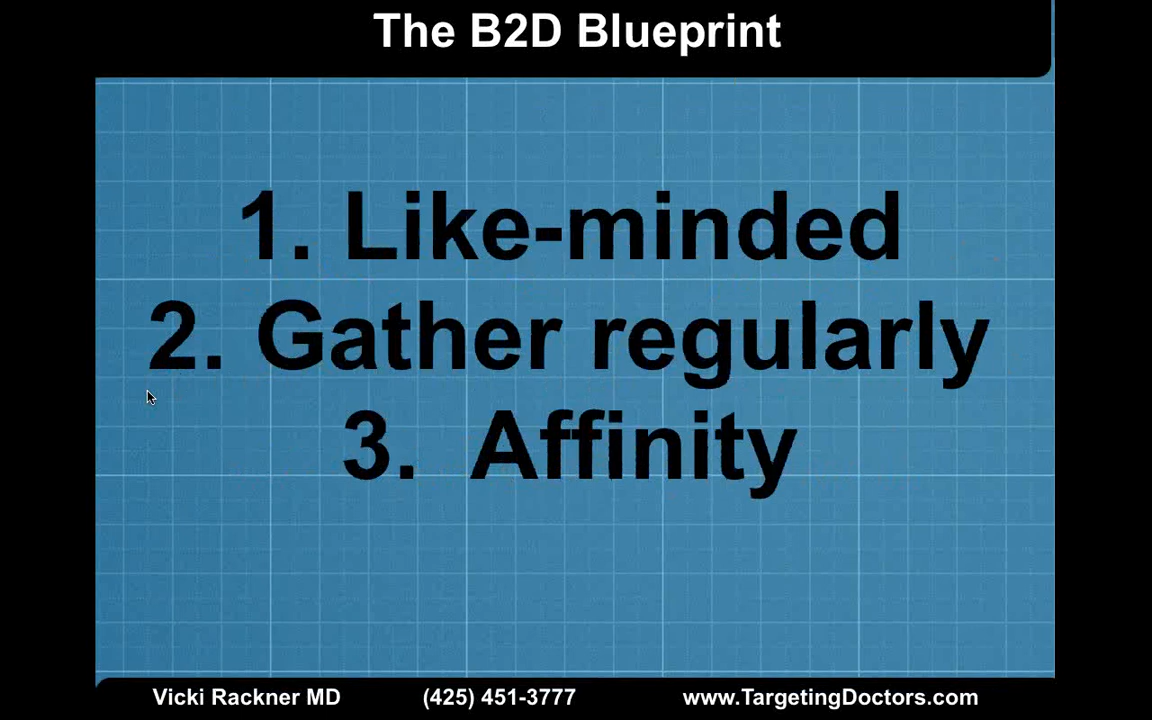 The B2D Blueprint
1. Like-minded
2. Gather regularly
3. Affinity
Vicki Rackner MD (425) 451-3777 www.TargetingDoctors.com